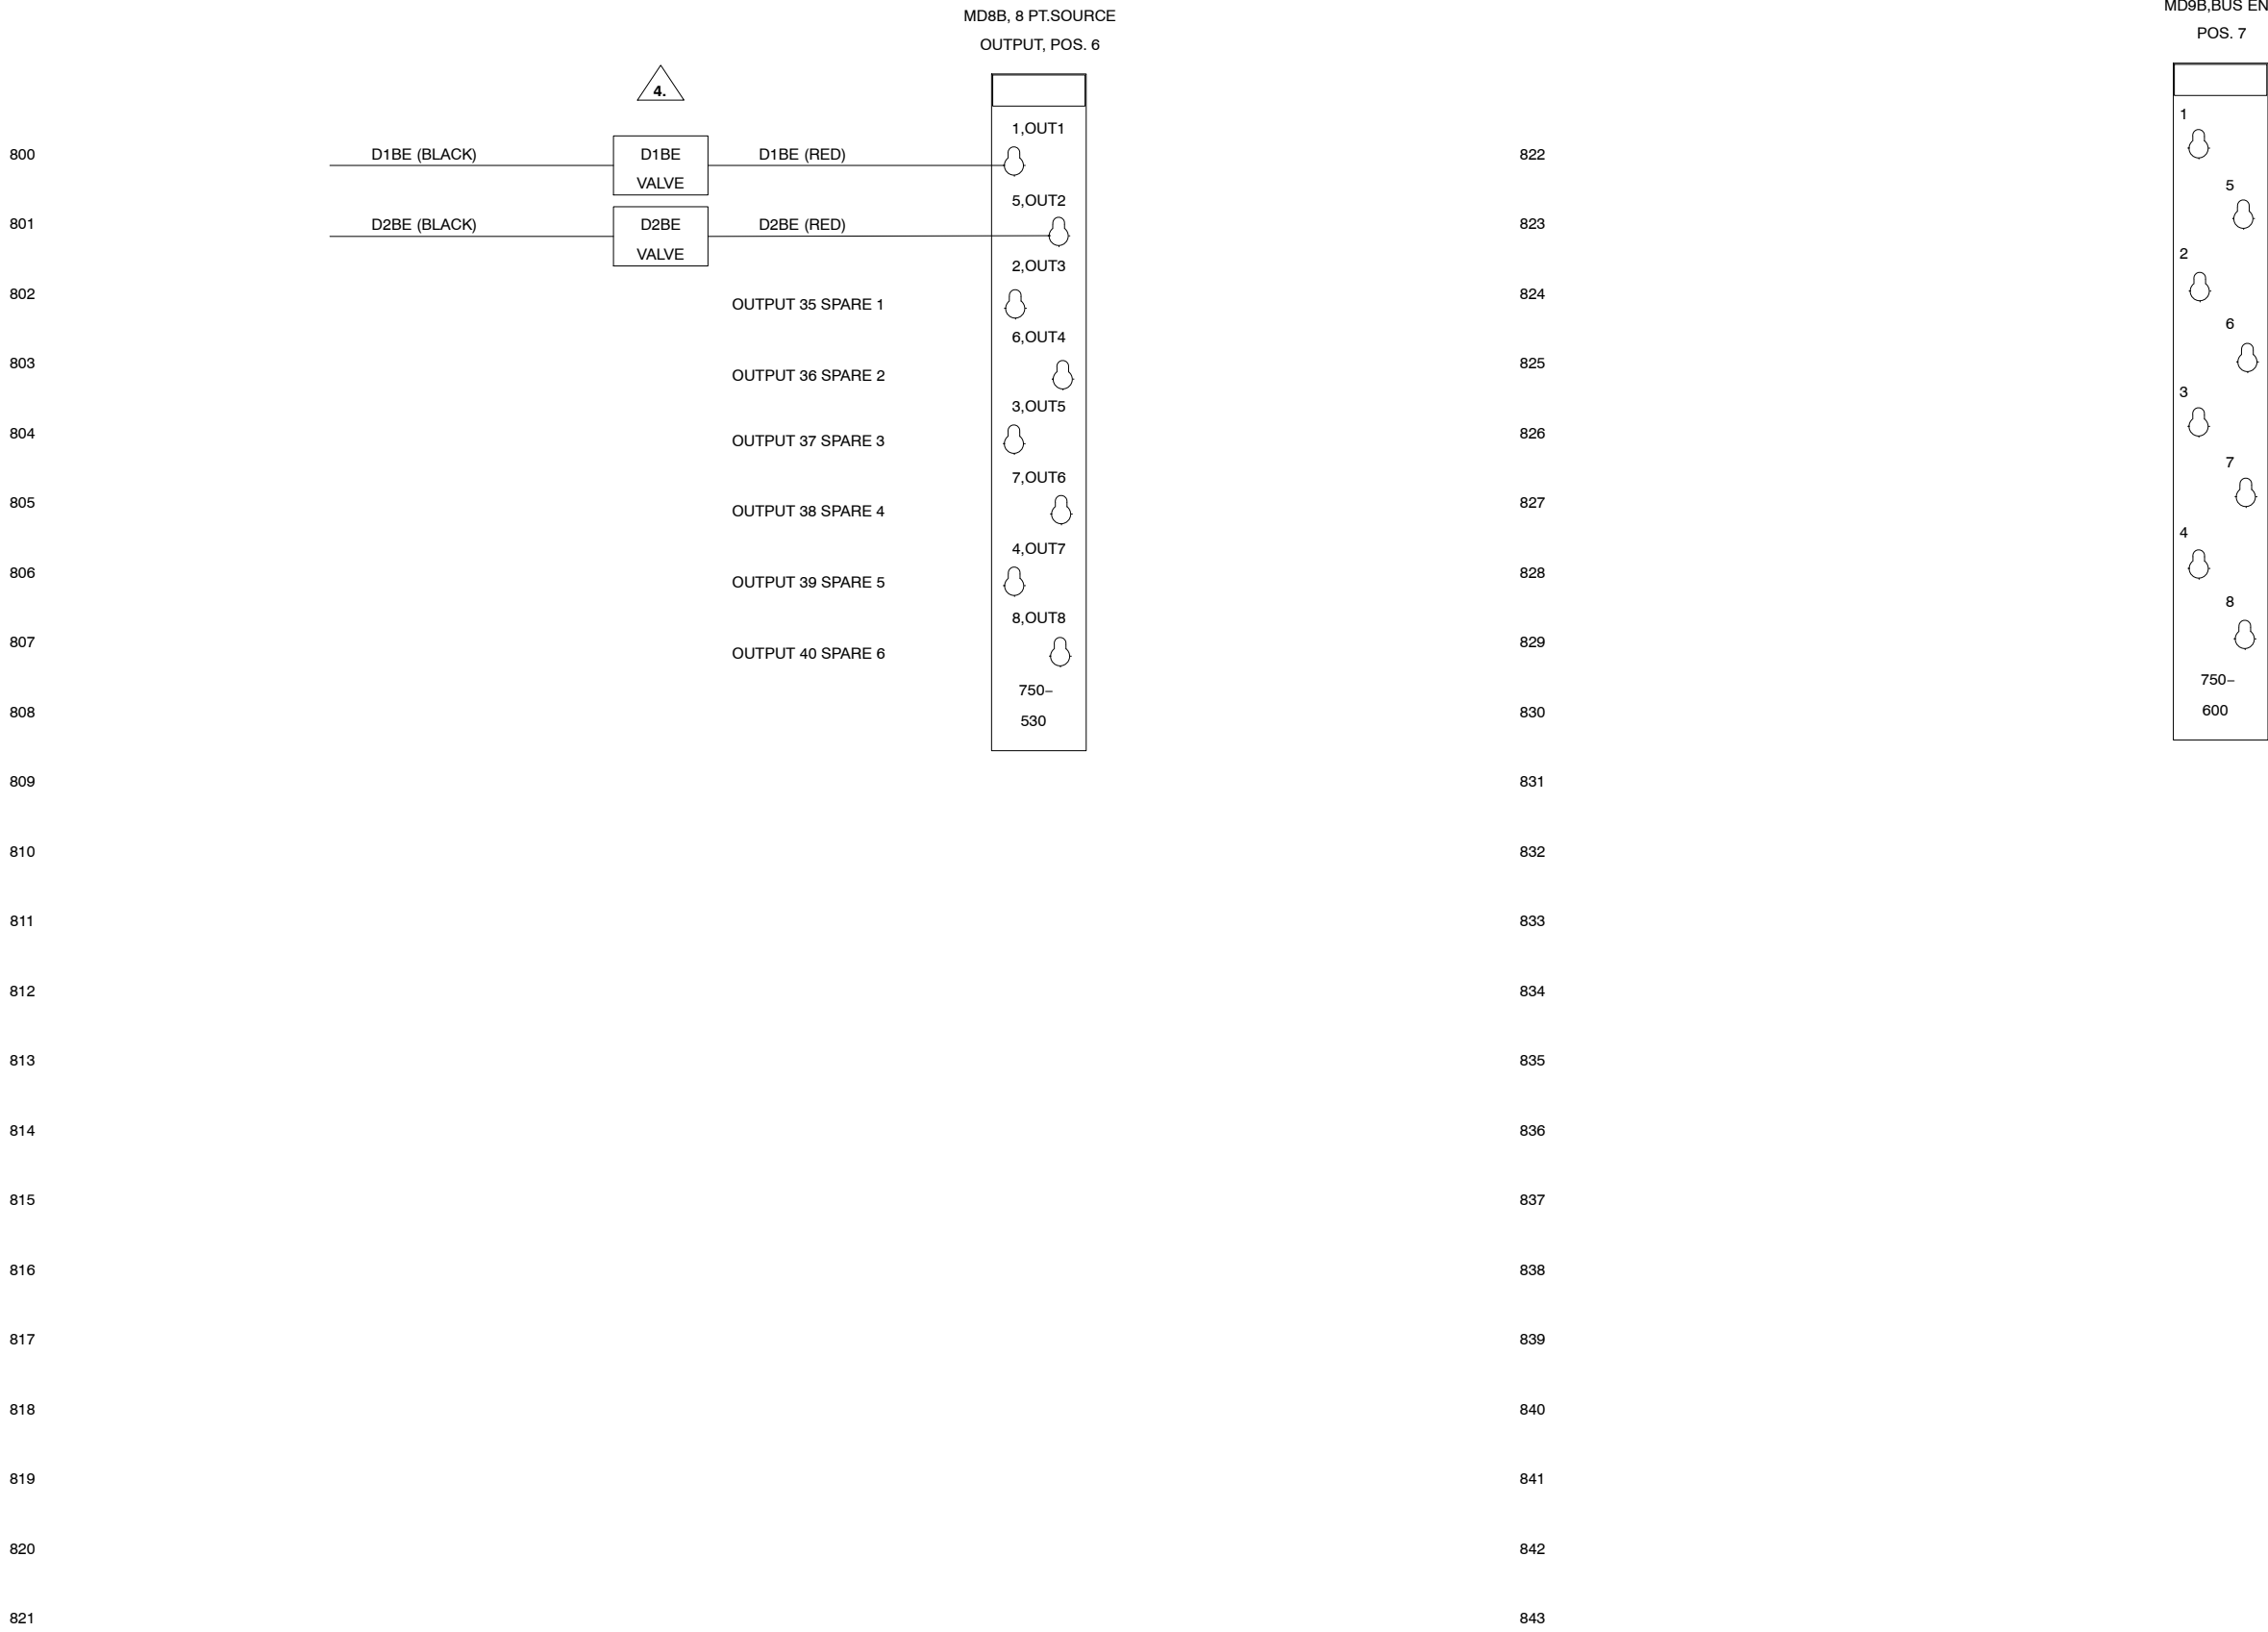 MD8B, 8 PT.SOURCE
OUTPUT, POS. 6
4.
1,OUT1
800
D1BE (BLACK)
D1BE
VALVE
D1BE (RED)
5,OUT2
801
D2BE (BLACK)
D2BE
VALVE
D2BE (RED)
2,OUT3
802
OUTPUT 35 SPARE 1
6,OUT4
803
OUTPUT 36 SPARE 2
3,OUT5
804
OUTPUT 37 SPARE 3
7,OUT6
805
OUTPUT 38 SPARE 4
4,OUT7
806
OUTPUT 39 SPARE 5
8,OUT8
807
OUTPUT 40 SPARE 6
750–
808
530
809
810
811
812
813
814
815
816
817
818
819
820
821
MD9B,BUS EN
POS. 7
1
822
5
823
2
824
6
825
3
826
7
827
4
828
8
829
750–
830
600
831
832
833
834
835
836
837
838
839
840
841
842
843